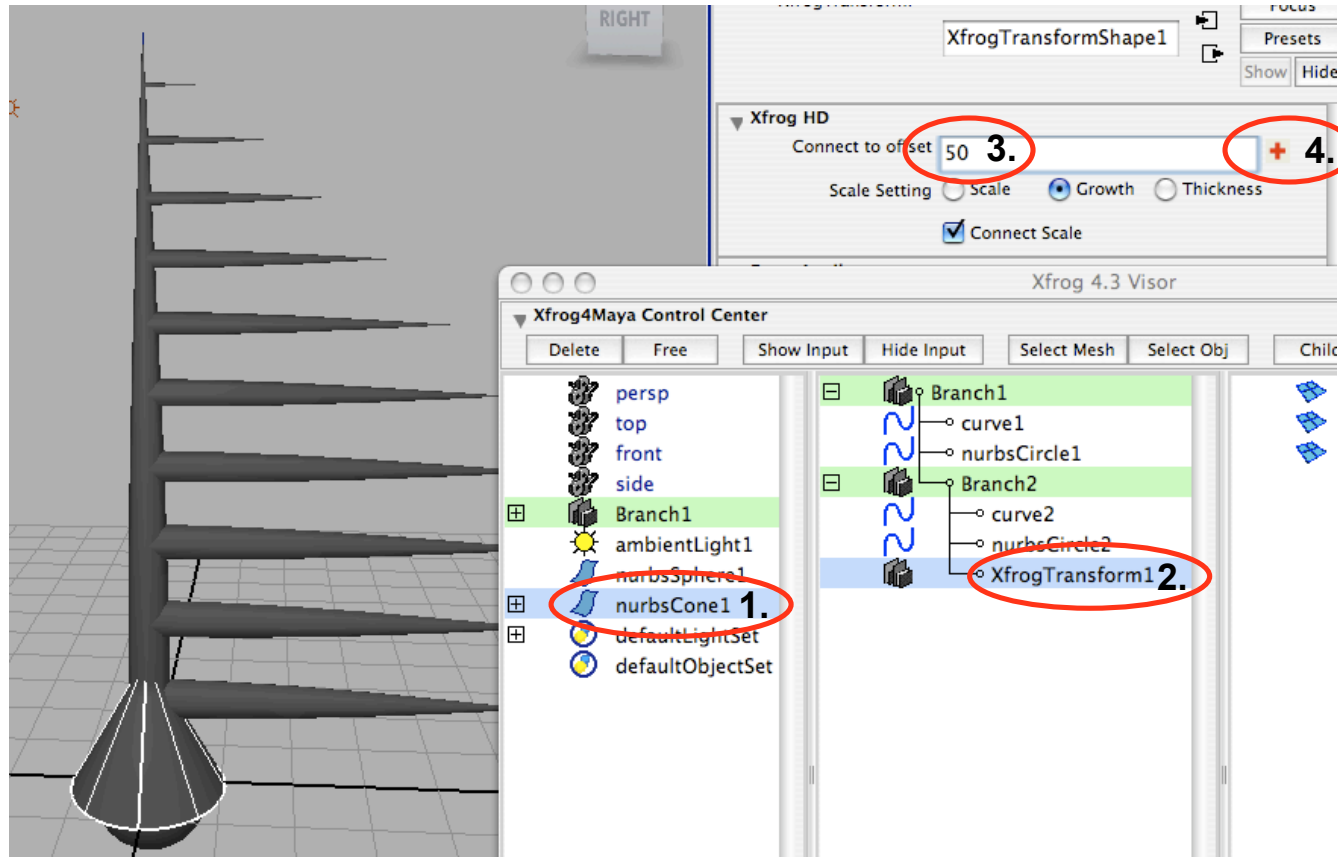 RIGHT
XfrogTransformShape1
Presets
Show Hide
Xfrog HD
Connect to offset 50 3. + 4.
Scale Setting Scale Growth Thickness
Connect Scale
Xfrog 4.3 Visor
Xfrog4Maya Control Center
Delete Free Show Input Hide Input Select Mesh Select Obj
persp
top
front
side
Branch1
ambientLight1
nurbsSphere1
nurbsCone1 1.
defaultLightSet
defaultObjectSet
Branch1
curve1
nurbsCircle1
Branch2
curve2
nurbsCircle2
XfrogTransform1 2.